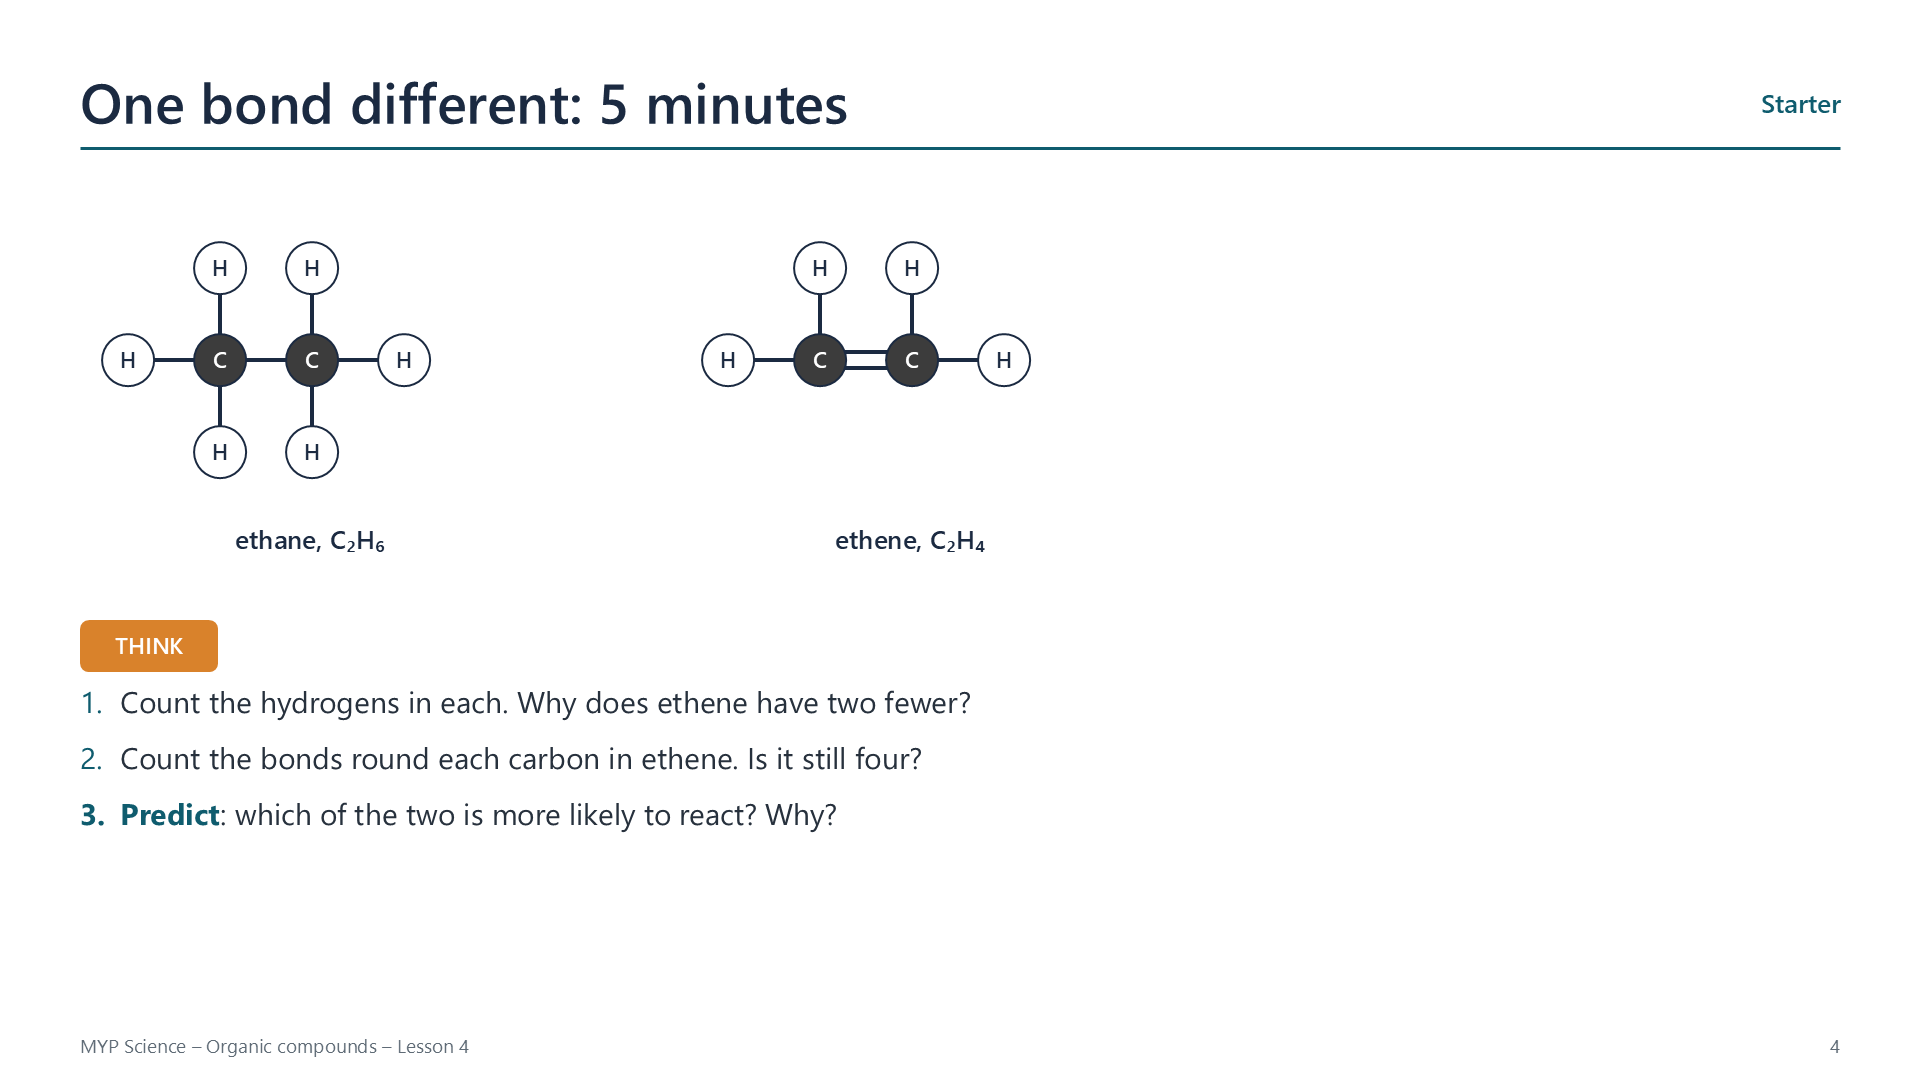 One bond different: 5 minutes
Starter
H H H H
H C C H H C C H
H H
ethane, C₂H₆ ethene, C₂H₄
THINK
1. Count the hydrogens in each. Why does ethene have two fewer?
2. Count the bonds round each carbon in ethene. Is it still four?
3. Predict: which of the two is more likely to react? Why?
MYP Science – Organic compounds – Lesson 4
4